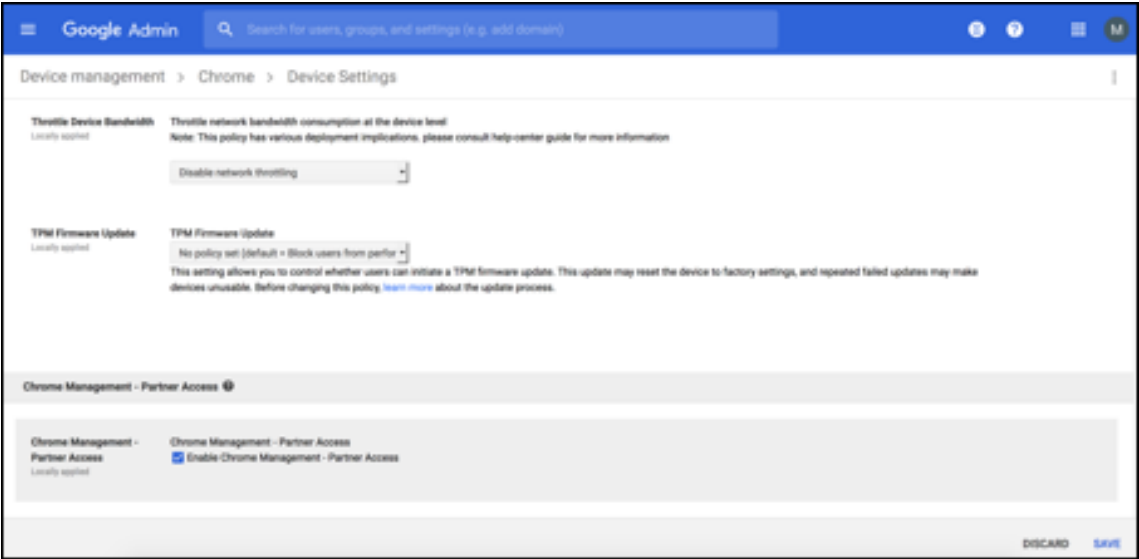 Google Admin
Search for users, groups, and settings (e.g. add domain)
M
Device management > Chrome > Device Settings
Throttle Device Bandwidth
Locally applied
Throttle network bandwidth consumption at the device level
Note: This policy has various deployment implications. please consult help-center guide for more information
Disable network throttling
TPM Firmware Update
Locally applied
TPM Firmware Update
No policy set (default = Block users from perfor
This setting allows you to control whether users can initiate a TPM firmware update. This update may reset the device to factory settings, and repeated failed updates may make
devices unusable. Before changing this policy, learn more about the update process.
Chrome Management - Partner Access
Chrome Management -
Partner Access
Locally applied
Chrome Management - Partner Access
Enable Chrome Management - Partner Access
DISCARD SAVE